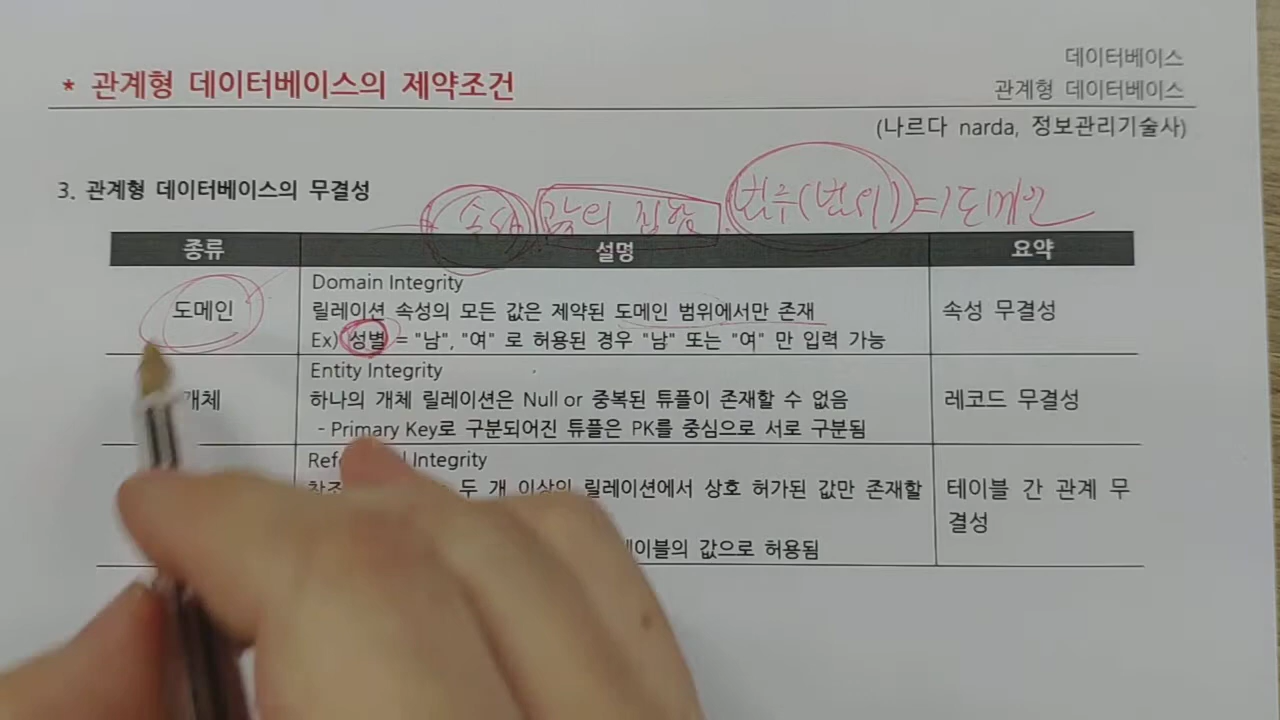 데이터베이스
* 관계형 데이터베이스의 제약조건
관계형 데이터베이스
(나르다 narda, 정보관리기술사)
3. 관계형 데이터베이스의 무결성
속성 값의 집합. 범주(범위) = 도메인
종류 설명 요약
도메인
Domain Integrity
릴레이션 속성의 모든 값은 제약된 도메인 범위에서만 존재
Ex) 성별 = "남", "여" 로 허용된 경우 "남" 또는 "여" 만 입력 가능
속성 무결성
개체
Entity Integrity
하나의 개체 릴레이션은 Null or 중복된 튜플이 존재할 수 없음
- Primary Key로 구분되어진 튜플은 PK를 중심으로 서로 구분됨
레코드 무결성
Integrity
두 개 이상의 릴레이션에서 상호 허가된 값만 존재할
값으로 허용됨
테이블 간 관계 무
결성